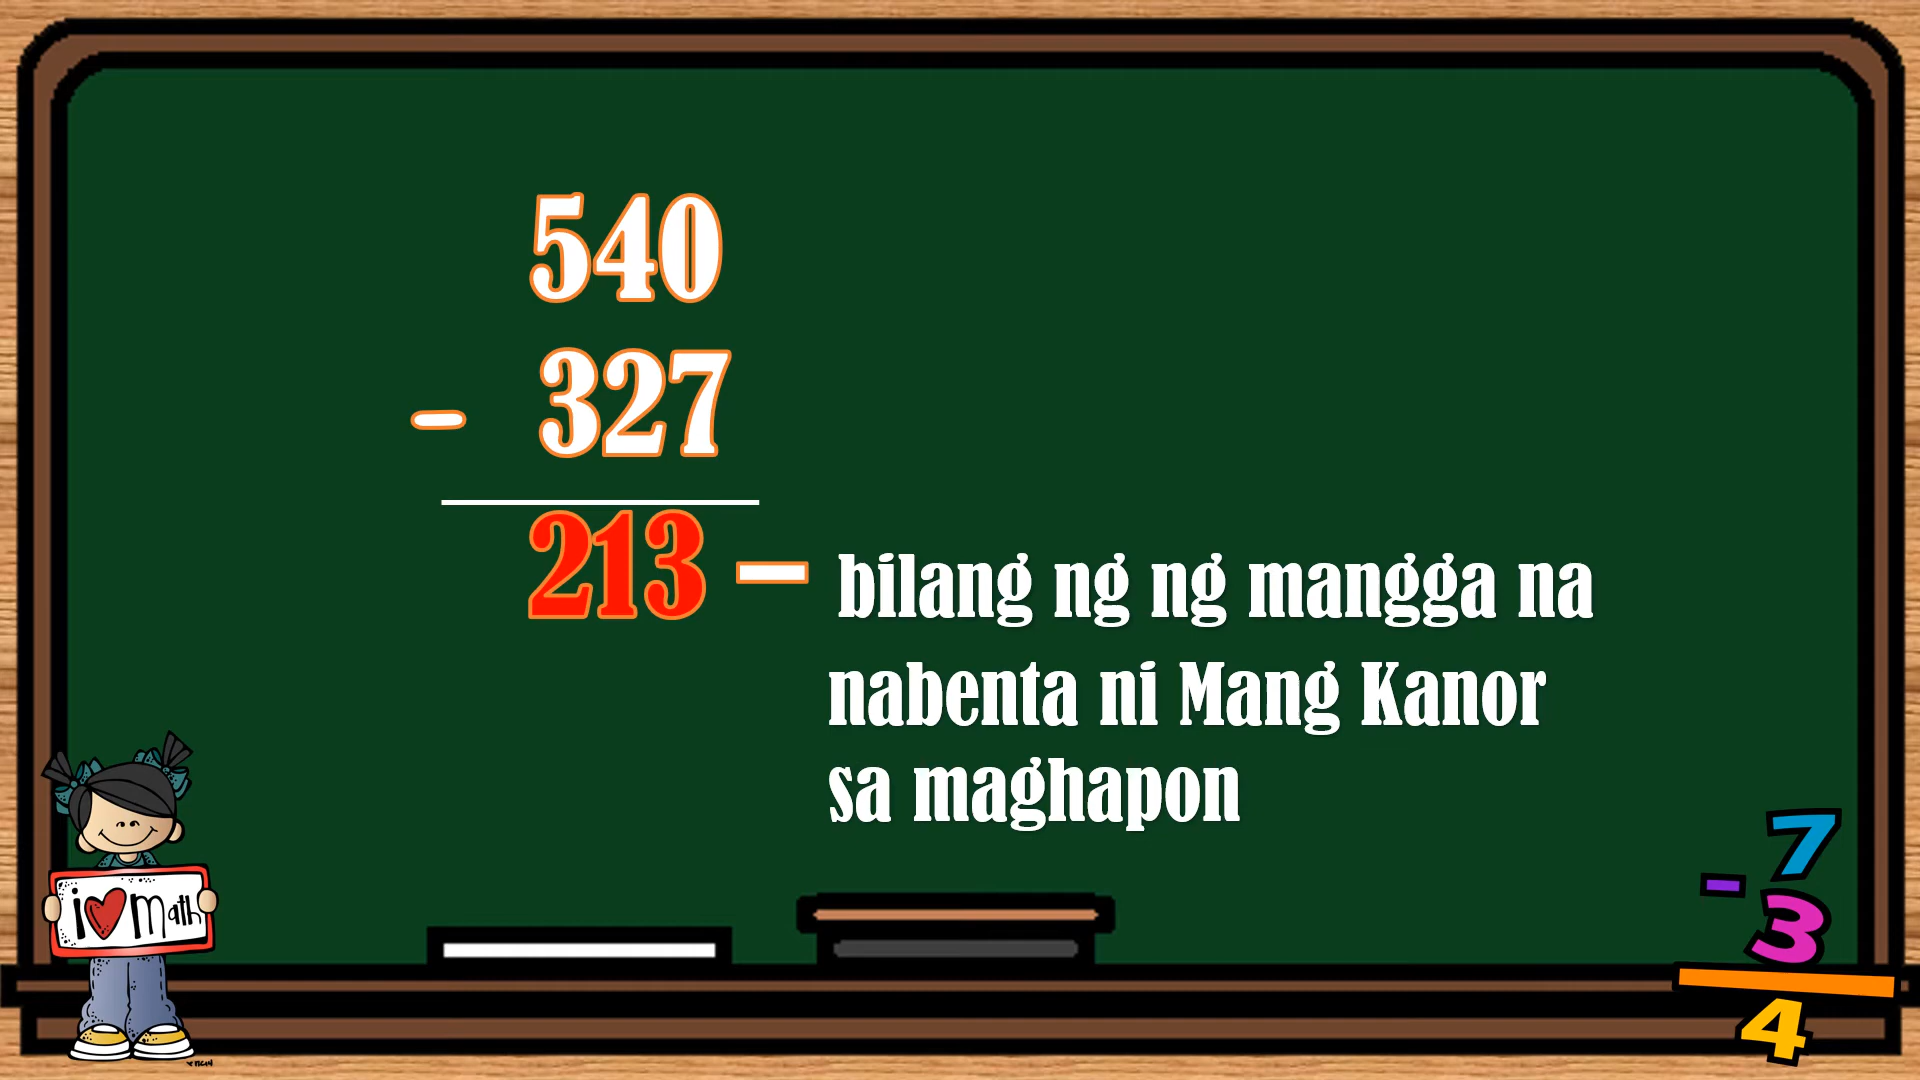 540
- 327
213 – bilang ng ng mangga na
nabenta ni Mang Kanor
sa maghapon
i math
7
- 3
4